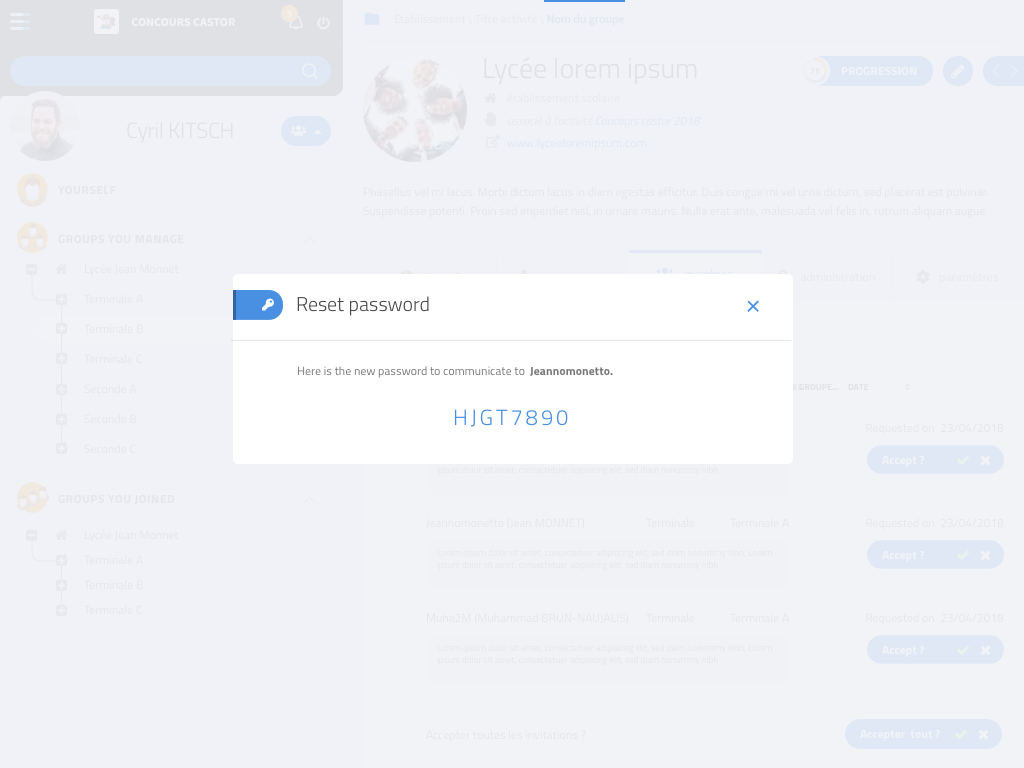 CONCOURS CASTOR
Etablissement \ Titre activité \ Nom du groupe
Lycée lorem ipsum
PROGRESSION
établissement scolaire
associé à l'activité Concours castor 2018
www.lyceeloremipsum.com
Cyril KITSCH
Phasellus vel mi lacus. Morbi dictum lacus in diam egestas efficitur. Duis congue mi vel urna dictum, sed placerat est pulvinar.
Suspendisse potenti. Proin sed imperdiet nisl, in ornare mauris. Nulla erat ante, malesuada vel felis in, rutrum aliquam augue.
YOURSELF
GROUPS YOU MANAGE
Lycée Jean Monnet
Terminale A
Terminale B
Terminale C
Seconde A
Seconde B
Seconde C
GROUPS YOU JOINED
Lycée Jean Monnet
Terminale A
Terminale B
Terminale C
administration
paramètres
Reset password
Here is the new password to communicate to Jeannomonetto.
HJGT7890
GROUPE... DATE
Requested on 23/04/2018
Accept ?
ipsum dolor sit amet, consectetuer adipiscing elit, sed diam nonummy nibh
Jeannomonetto (Jean MONNET) Terminale Terminale A Requested on 23/04/2018
Lorem ipsum dolor sit amet, consectetuer adipiscing elit, sed diam nonummy nibh, Lorem
ipsum dolor sit amet, consectetuer adipiscing elit, sed diam nonummy nibh
Accept ?
Muha2M (Muhammad BRUN-NAUJALIS) Terminale Terminale A Requested on 23/04/2018
Lorem ipsum dolor sit amet, consectetuer adipiscing elit, sed diam nonummy nibh, Lorem
ipsum dolor sit amet, consectetuer adipiscing elit, sed diam nonummy nibh
Accept ?
Accepter toutes les invitations ?
Accepter tout ?